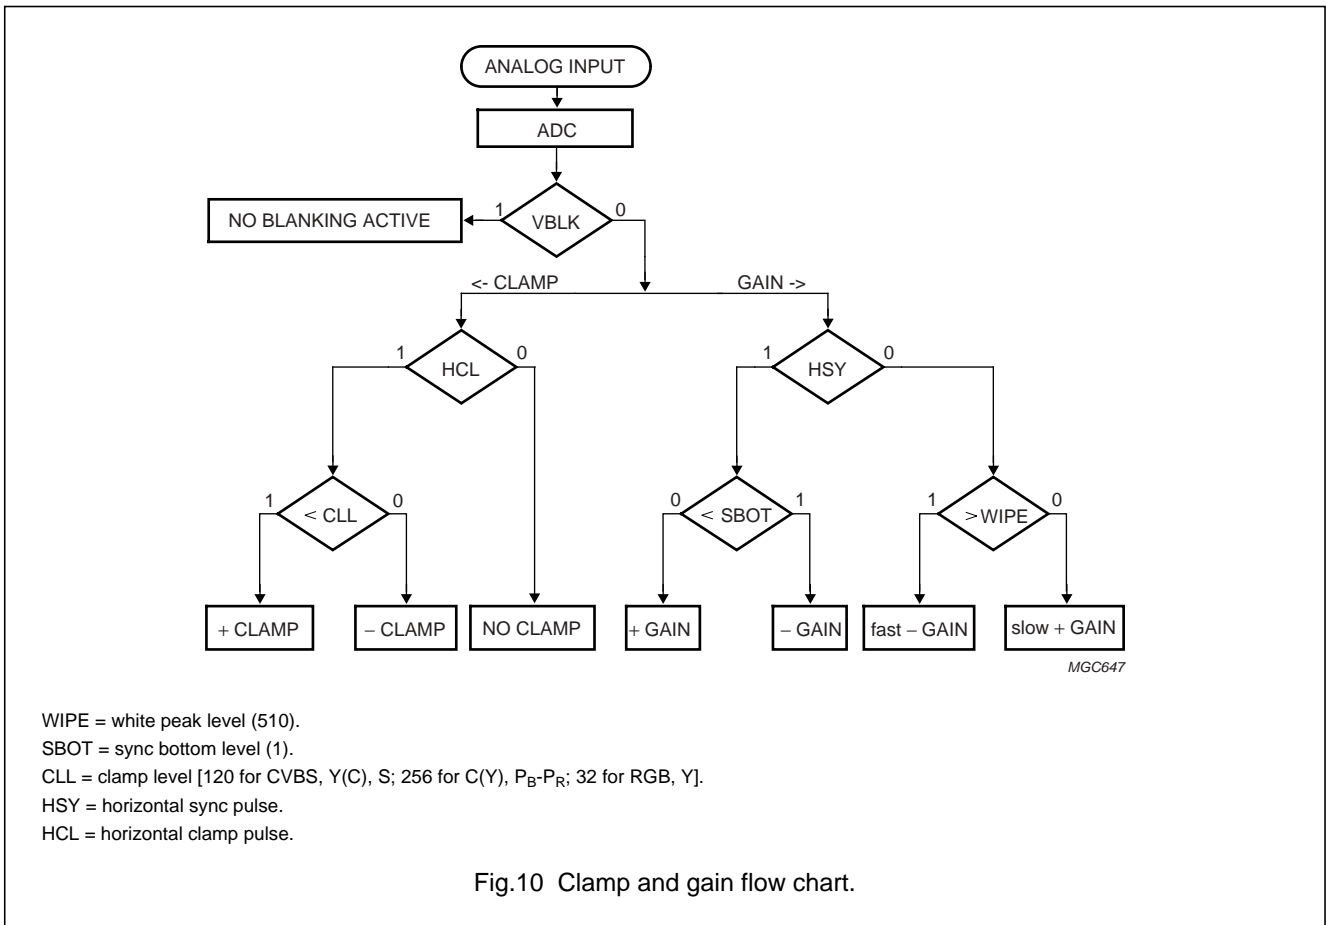 ANALOG INPUT
ADC
1 VBLK 0
NO BLANKING ACTIVE
<- CLAMP GAIN ->
1 HCL 0
1 HSY 0
1 < CLL 0
0 < SBOT 1
1 > WIPE 0
+ CLAMP
− CLAMP
NO CLAMP
+ GAIN
− GAIN
fast − GAIN
slow + GAIN
MGC647
WIPE = white peak level (510).
SBOT = sync bottom level (1).
CLL = clamp level [120 for CVBS, Y(C), S; 256 for C(Y), PB-PR; 32 for RGB, Y].
HSY = horizontal sync pulse.
HCL = horizontal clamp pulse.
Fig.10 Clamp and gain flow chart.